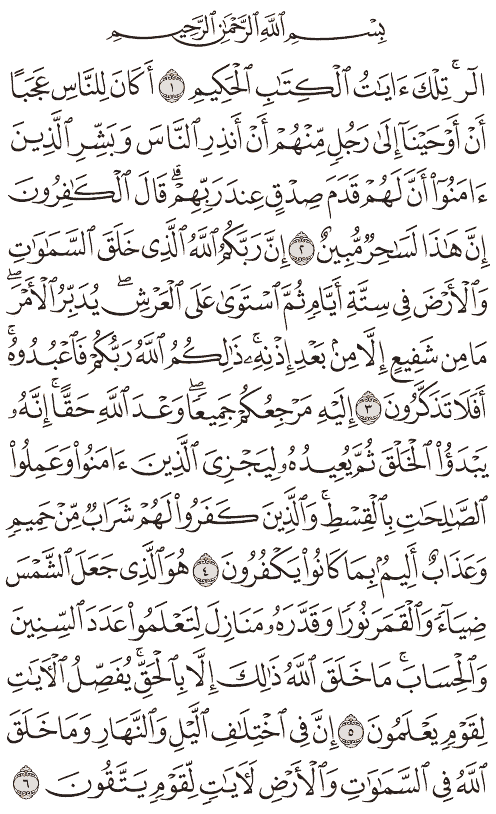 بِسْمِ ٱللَّهِ ٱلرَّحْمَٰنِ ٱلرَّحِيمِ
الٓر ۚ تِلْكَ ءَايَٰتُ ٱلْكِتَٰبِ ٱلْحَكِيمِ ١ أَكَانَ لِلنَّاسِ عَجَبًا
أَنْ أَوْحَيْنَآ إِلَىٰ رَجُلٍ مِّنْهُمْ أَنْ أَنذِرِ ٱلنَّاسَ وَبَشِّرِ ٱلَّذِينَ
ءَامَنُوٓا۟ أَنَّ لَهُمْ قَدَمَ صِدْقٍ عِندَ رَبِّهِمْ ۗ قَالَ ٱلْكَٰفِرُونَ
إِنَّ هَٰذَا لَسَٰحِرٌ مُّبِينٌ ٢ إِنَّ رَبَّكُمُ ٱللَّهُ ٱلَّذِى خَلَقَ ٱلسَّمَٰوَٰتِ
وَٱلْأَرْضَ فِى سِتَّةِ أَيَّامٍ ثُمَّ ٱسْتَوَىٰ عَلَى ٱلْعَرْشِ ۖ يُدَبِّرُ ٱلْأَمْرَ ۖ
مَا مِن شَفِيعٍ إِلَّا مِنۢ بَعْدِ إِذْنِهِۦ ۚ ذَٰلِكُمُ ٱللَّهُ رَبُّكُمْ فَٱعْبُدُوهُ ۚ
أَفَلَا تَذَكَّرُونَ ٣ إِلَيْهِ مَرْجِعُكُمْ جَمِيعًا ۖ وَعْدَ ٱللَّهِ حَقًّا ۚ إِنَّهُۥ
يَبْدَؤُا۟ ٱلْخَلْقَ ثُمَّ يُعِيدُهُۥ لِيَجْزِىَ ٱلَّذِينَ ءَامَنُوا۟ وَعَمِلُوا۟
ٱلصَّٰلِحَٰتِ بِٱلْقِسْطِ ۚ وَٱلَّذِينَ كَفَرُوا۟ لَهُمْ شَرَابٌ مِّنْ حَمِيمٍ
وَعَذَابٌ أَلِيمٌۢ بِمَا كَانُوا۟ يَكْفُرُونَ ٤ هُوَ ٱلَّذِى جَعَلَ ٱلشَّمْسَ
ضِيَآءً وَٱلْقَمَرَ نُورًا وَقَدَّرَهُۥ مَنَازِلَ لِتَعْلَمُوا۟ عَدَدَ ٱلسِّنِينَ
وَٱلْحِسَابَ ۚ مَا خَلَقَ ٱللَّهُ ذَٰلِكَ إِلَّا بِٱلْحَقِّ ۚ يُفَصِّلُ ٱلْءَايَٰتِ
لِقَوْمٍ يَعْلَمُونَ ٥ إِنَّ فِى ٱخْتِلَٰفِ ٱلَّيْلِ وَٱلنَّهَارِ وَمَا خَلَقَ
ٱللَّهُ فِى ٱلسَّمَٰوَٰتِ وَٱلْأَرْضِ لَءَايَٰتٍ لِّقَوْمٍ يَتَّقُونَ ٦